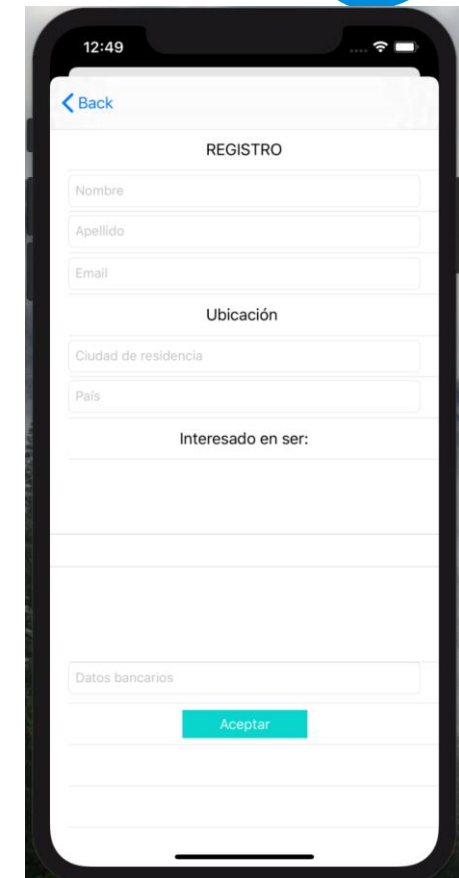 12:49
Back
REGISTRO
Nombre
Apellido
Email
Ubicación
Ciudad de residencia
País
Interesado en ser:
Datos bancarios
Aceptar